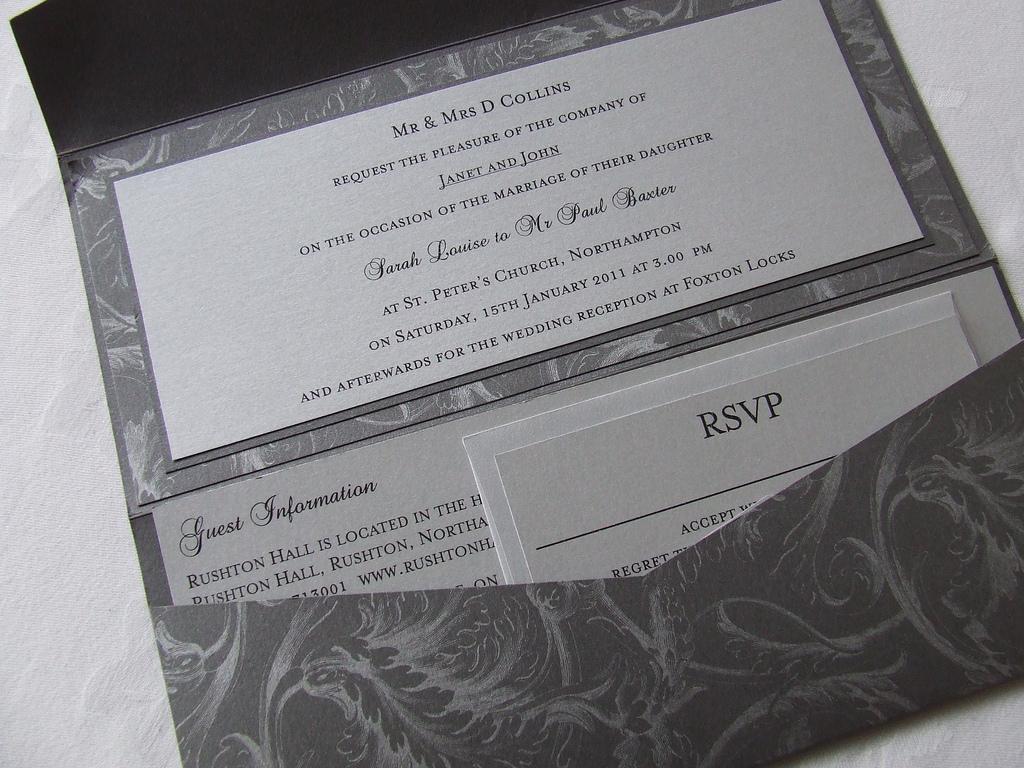 Mr & Mrs D Collins
request the pleasure of the company of
Janet and John
on the occasion of the marriage of their daughter
Sarah Louise to Mr Paul Baxter
at St. Peter's Church, Northampton
on Saturday, 15th January 2011 at 3.00 pm
and afterwards for the wedding reception at Foxton Locks
Guest Information
Rushton Hall is located in the
Rushton Hall, Rushton,
713001 www.
RSVP
accept
regret